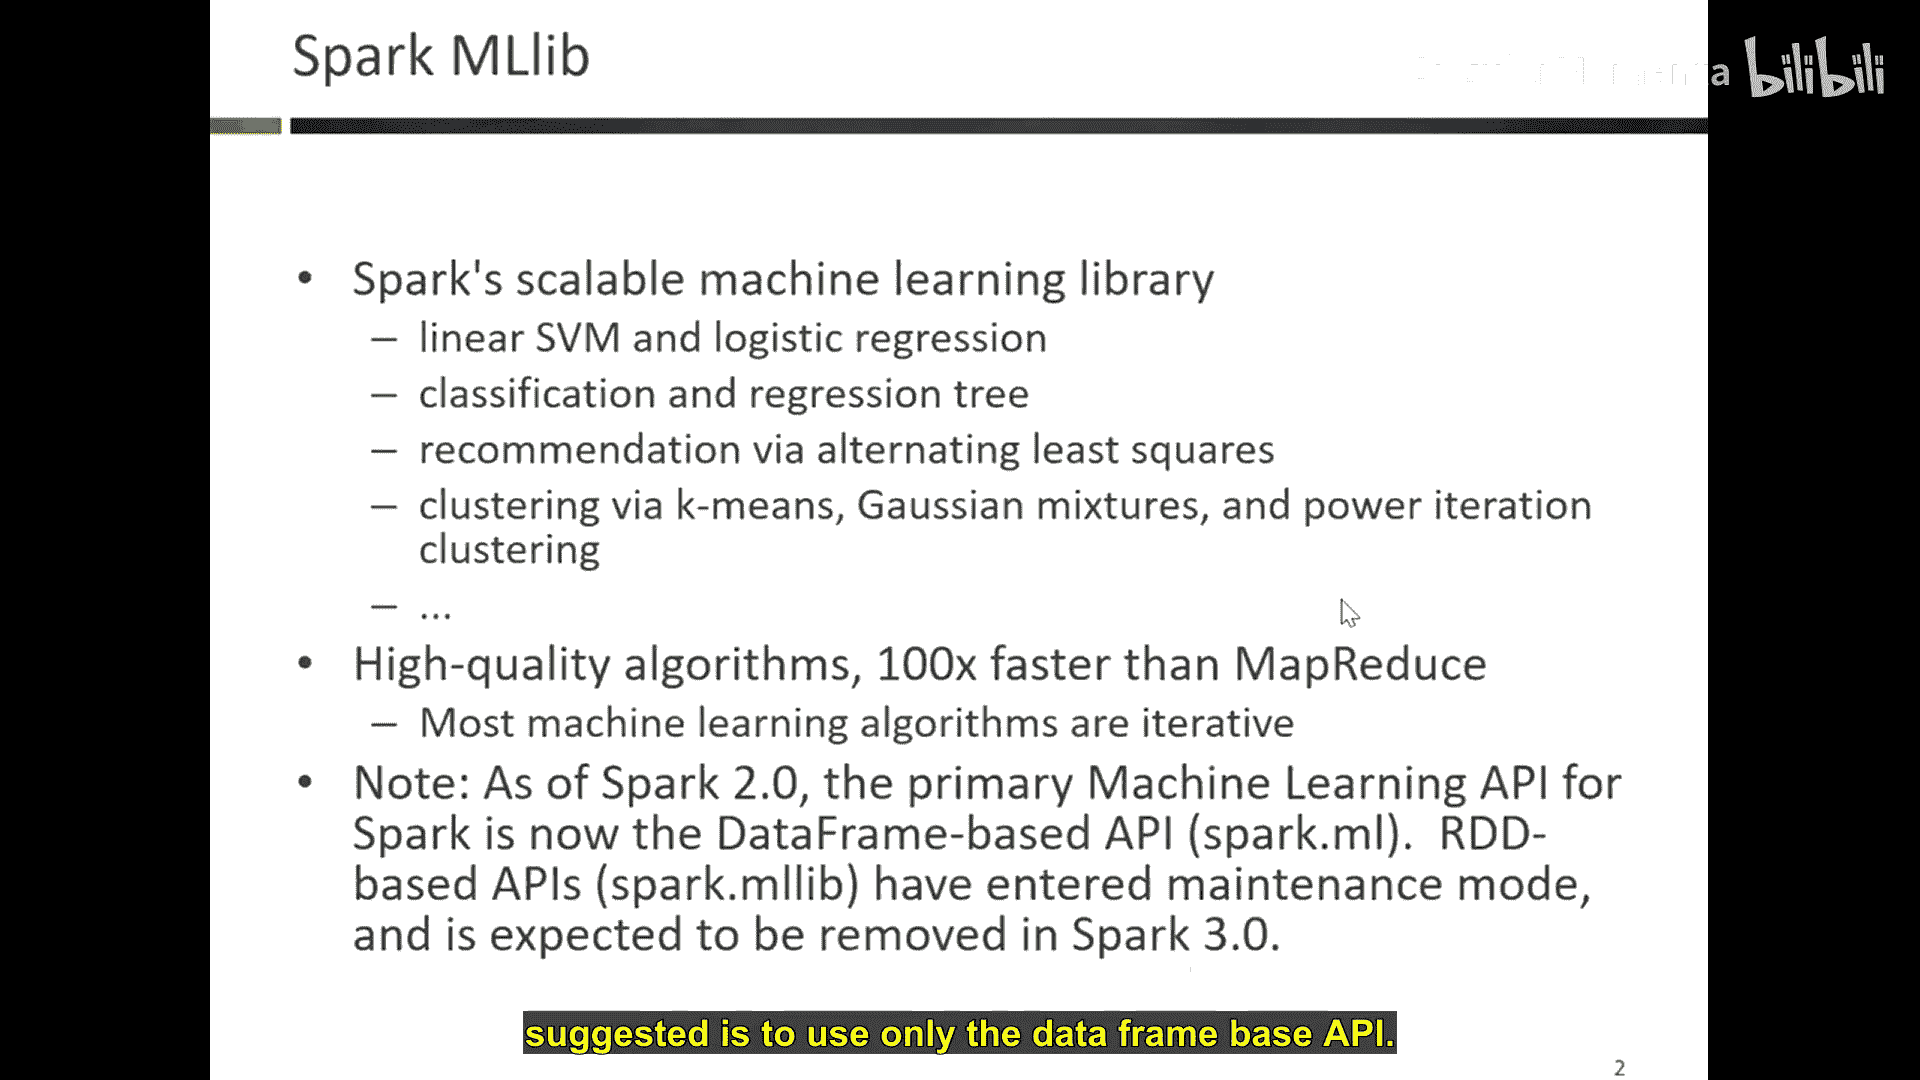 Spark MLlib
bilibili
• Spark's scalable machine learning library
– linear SVM and logistic regression
– classification and regression tree
– recommendation via alternating least squares
– clustering via k-means, Gaussian mixtures, and power iteration
clustering
– ...
• High-quality algorithms, 100x faster than MapReduce
– Most machine learning algorithms are iterative
• Note: As of Spark 2.0, the primary Machine Learning API for
Spark is now the DataFrame-based API (spark.ml). RDD-
based APIs (spark.mllib) have entered maintenance mode,
and is expected to be removed in Spark 3.0.
suggested is to use only the data frame base API.
2